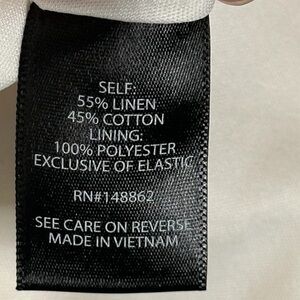 SELF:
55% LINEN
45% COTTON
LINING:
100% POLYESTER
EXCLUSIVE OF ELASTIC
RN#148862
SEE CARE ON REVERSE
MADE IN VIETNAM